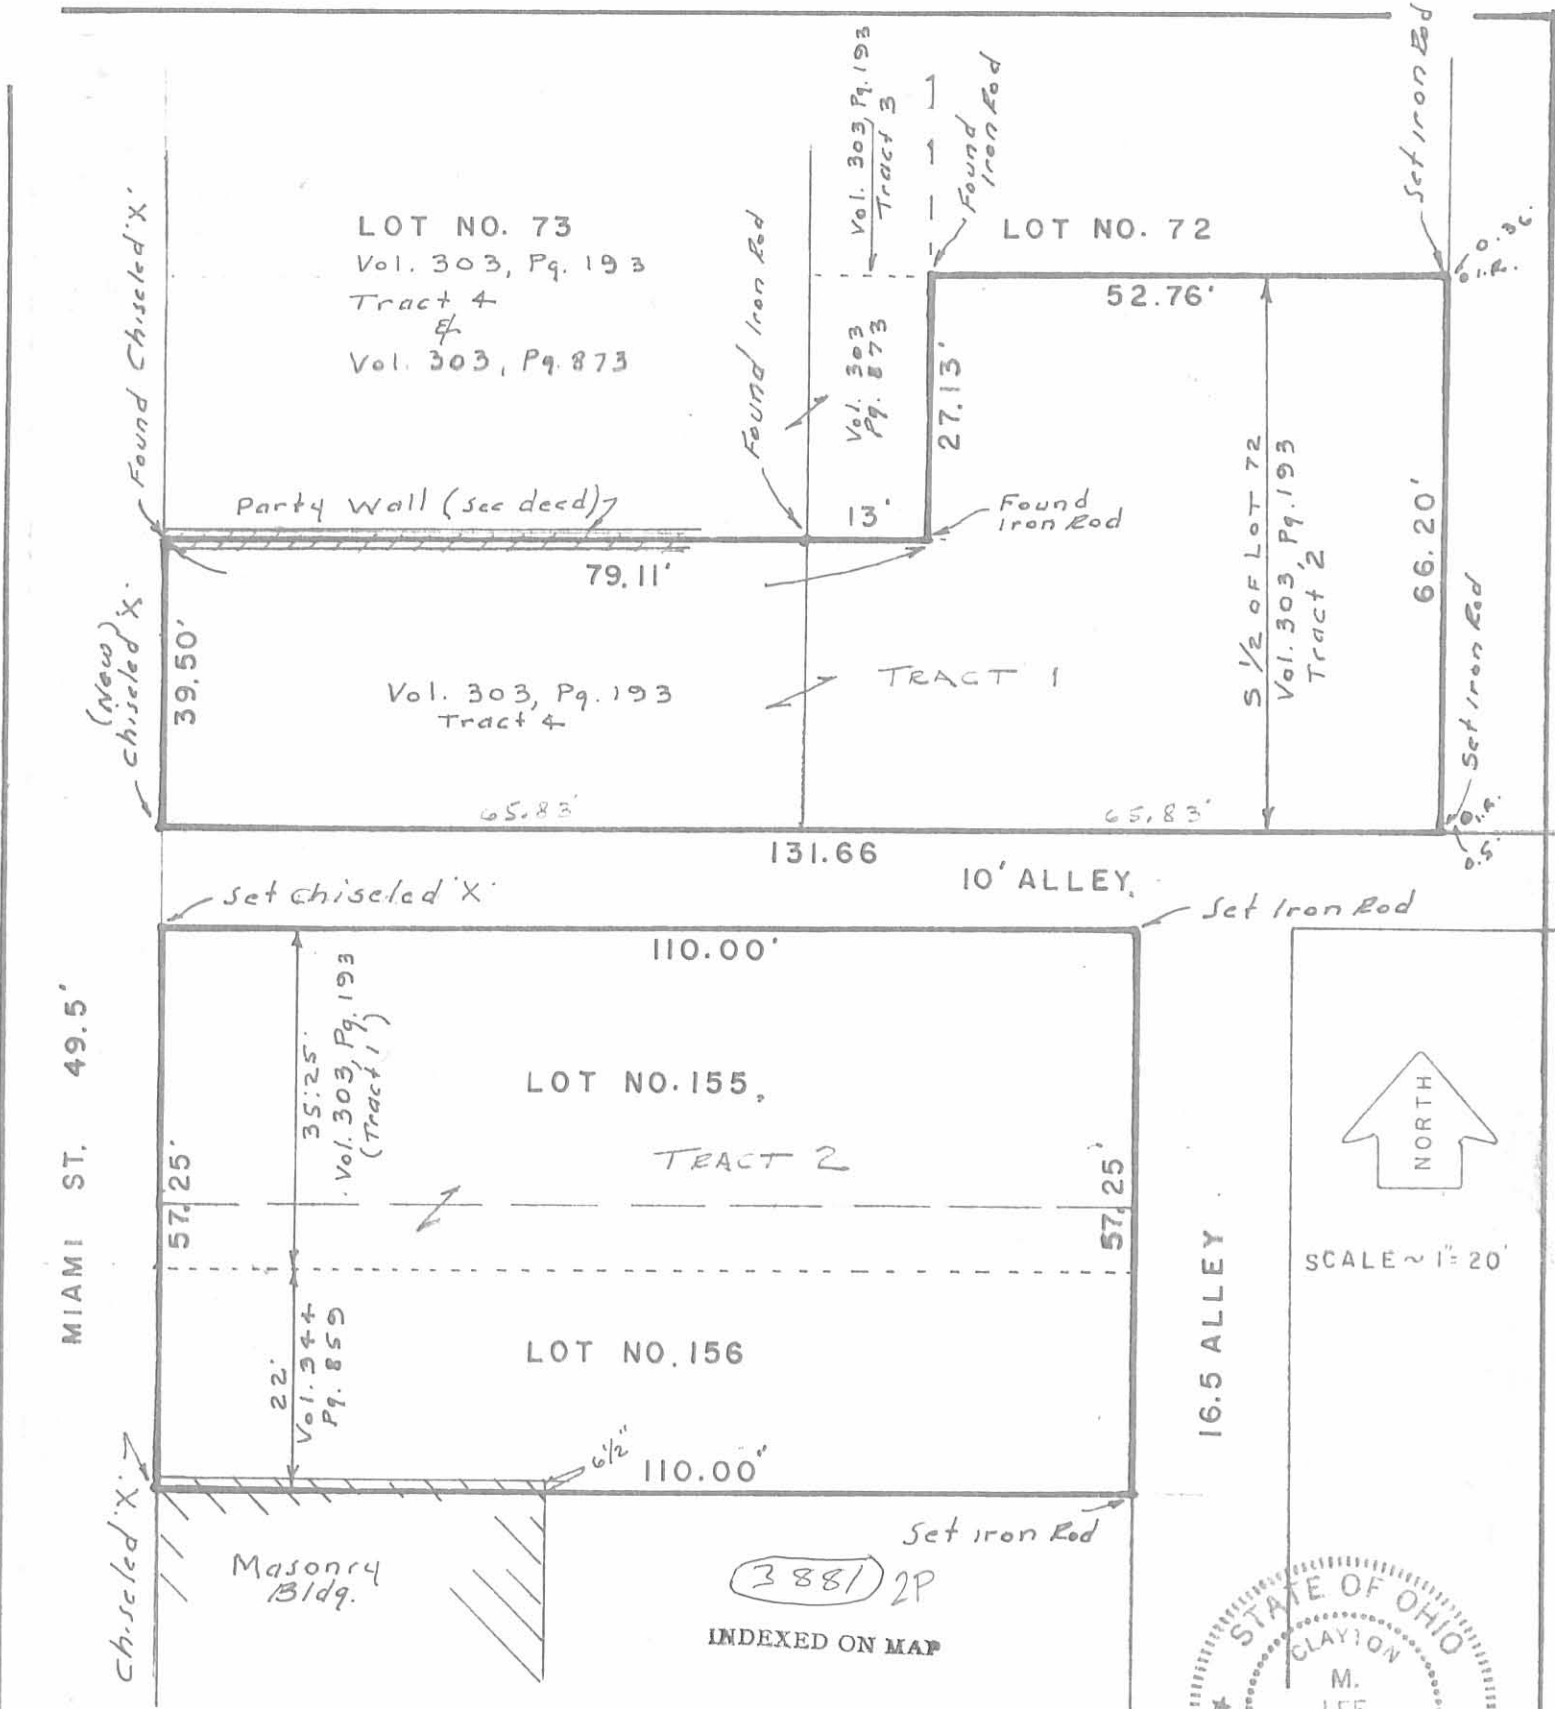 Vol. 303, Pg. 193
Tract 3
Found
Iron Rod
Set Iron Rod
Found Chiseled 'X'
LOT NO. 73
Vol. 303, Pg. 193
Tract 4
&
Vol. 303, Pg. 873
Found Iron Rod
LOT NO. 72
I.R.
52.76'
Vol. 303
Pg. 873
27.13'
Party Wall (see deed)
13'
Found
Iron Rod
79.11'
S 1/2 OF LOT 72
Vol. 303, Pg. 193
Tract 2
66.20'
Set Iron Rod
(New)
Chiseled 'X'
39.50'
Vol. 303, Pg. 193
Tract 4
TRACT 1
65.83'
65.83'
I.R.
0.5'
131.66
10' ALLEY
Set Chiseled 'X'
Set Iron Rod
110.00'
MIAMI ST. 49.5'
35.25'
Vol. 303, Pg. 193
(Tract 1)
LOT NO. 155
TRACT 2
57.25'
57.25'
NORTH
16.5 ALLEY
SCALE ~ 1"= 20'
22'
Vol. 344
Pg. 859
LOT NO. 156
6 1/2"
110.00"
Chiseled 'X'
Set Iron Rod
Masonry
Bldg.
3881 2P
INDEXED ON MAP
STATE OF OHIO
CLAYTON
M.
LEE